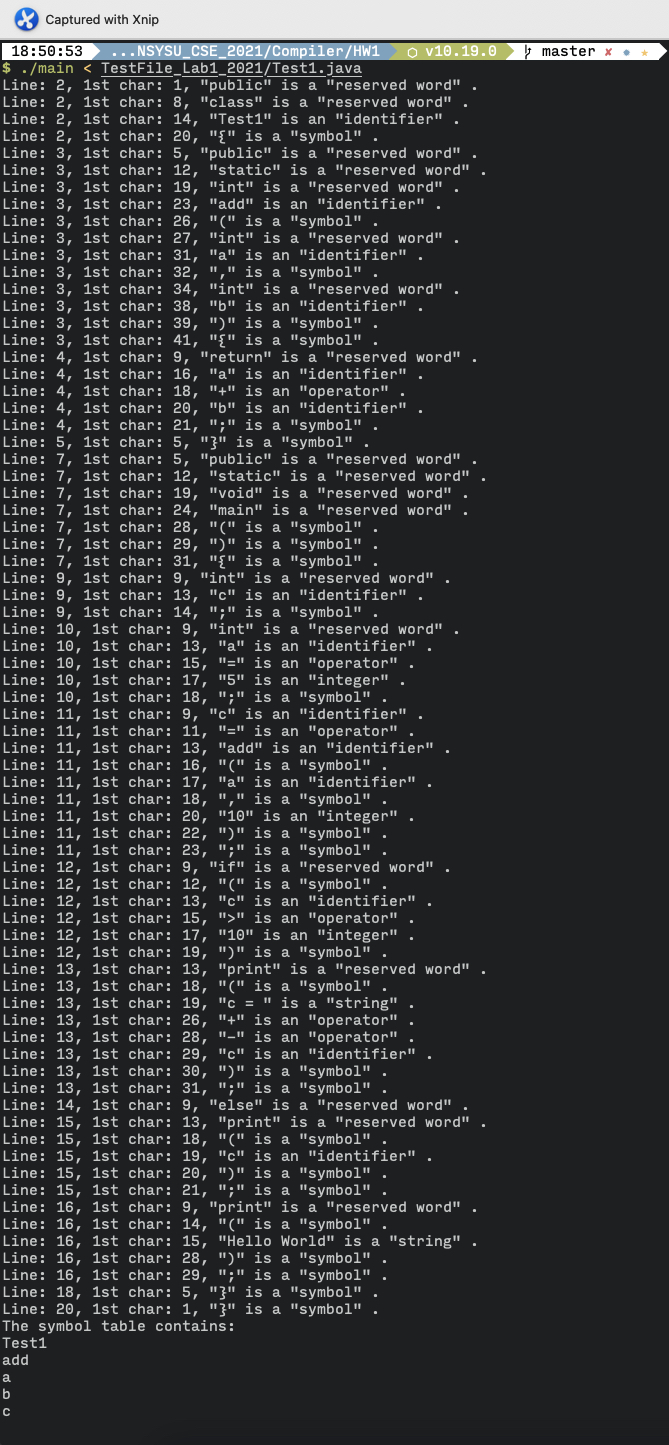 Captured with Xnip
18:50:53 ...NSYSU_CSE_2021/Compiler/HW1 v10.19.0 master ✘ ● ★
$ ./main < TestFile_Lab1_2021/Test1.java
Line: 2, 1st char: 1, "public" is a "reserved word" .
Line: 2, 1st char: 8, "class" is a "reserved word" .
Line: 2, 1st char: 14, "Test1" is an "identifier" .
Line: 2, 1st char: 20, "{" is a "symbol" .
Line: 3, 1st char: 5, "public" is a "reserved word" .
Line: 3, 1st char: 12, "static" is a "reserved word" .
Line: 3, 1st char: 19, "int" is a "reserved word" .
Line: 3, 1st char: 23, "add" is an "identifier" .
Line: 3, 1st char: 26, "(" is a "symbol" .
Line: 3, 1st char: 27, "int" is a "reserved word" .
Line: 3, 1st char: 31, "a" is an "identifier" .
Line: 3, 1st char: 32, "," is a "symbol" .
Line: 3, 1st char: 34, "int" is a "reserved word" .
Line: 3, 1st char: 38, "b" is an "identifier" .
Line: 3, 1st char: 39, ")" is a "symbol" .
Line: 3, 1st char: 41, "{" is a "symbol" .
Line: 4, 1st char: 9, "return" is a "reserved word" .
Line: 4, 1st char: 16, "a" is an "identifier" .
Line: 4, 1st char: 18, "+" is an "operator" .
Line: 4, 1st char: 20, "b" is an "identifier" .
Line: 4, 1st char: 21, ";" is a "symbol" .
Line: 5, 1st char: 5, "}" is a "symbol" .
Line: 7, 1st char: 5, "public" is a "reserved word" .
Line: 7, 1st char: 12, "static" is a "reserved word" .
Line: 7, 1st char: 19, "void" is a "reserved word" .
Line: 7, 1st char: 24, "main" is a "reserved word" .
Line: 7, 1st char: 28, "(" is a "symbol" .
Line: 7, 1st char: 29, ")" is a "symbol" .
Line: 7, 1st char: 31, "{" is a "symbol" .
Line: 9, 1st char: 9, "int" is a "reserved word" .
Line: 9, 1st char: 13, "c" is an "identifier" .
Line: 9, 1st char: 14, ";" is a "symbol" .
Line: 10, 1st char: 9, "int" is a "reserved word" .
Line: 10, 1st char: 13, "a" is an "identifier" .
Line: 10, 1st char: 15, "=" is an "operator" .
Line: 10, 1st char: 17, "5" is an "integer" .
Line: 10, 1st char: 18, ";" is a "symbol" .
Line: 11, 1st char: 9, "c" is an "identifier" .
Line: 11, 1st char: 11, "=" is an "operator" .
Line: 11, 1st char: 13, "add" is an "identifier" .
Line: 11, 1st char: 16, "(" is a "symbol" .
Line: 11, 1st char: 17, "a" is an "identifier" .
Line: 11, 1st char: 18, "," is a "symbol" .
Line: 11, 1st char: 20, "10" is an "integer" .
Line: 11, 1st char: 22, ")" is a "symbol" .
Line: 11, 1st char: 23, ";" is a "symbol" .
Line: 12, 1st char: 9, "if" is a "reserved word" .
Line: 12, 1st char: 12, "(" is a "symbol" .
Line: 12, 1st char: 13, "c" is an "identifier" .
Line: 12, 1st char: 15, ">" is an "operator" .
Line: 12, 1st char: 17, "10" is an "integer" .
Line: 12, 1st char: 19, ")" is a "symbol" .
Line: 13, 1st char: 13, "print" is a "reserved word" .
Line: 13, 1st char: 18, "(" is a "symbol" .
Line: 13, 1st char: 19, "c = " is a "string" .
Line: 13, 1st char: 26, "+" is an "operator" .
Line: 13, 1st char: 28, "-" is an "operator" .
Line: 13, 1st char: 29, "c" is an "identifier" .
Line: 13, 1st char: 30, ")" is a "symbol" .
Line: 13, 1st char: 31, ";" is a "symbol" .
Line: 14, 1st char: 9, "else" is a "reserved word" .
Line: 15, 1st char: 13, "print" is a "reserved word" .
Line: 15, 1st char: 18, "(" is a "symbol" .
Line: 15, 1st char: 19, "c" is an "identifier" .
Line: 15, 1st char: 20, ")" is a "symbol" .
Line: 15, 1st char: 21, ";" is a "symbol" .
Line: 16, 1st char: 9, "print" is a "reserved word" .
Line: 16, 1st char: 14, "(" is a "symbol" .
Line: 16, 1st char: 15, "Hello World" is a "string" .
Line: 16, 1st char: 28, ")" is a "symbol" .
Line: 16, 1st char: 29, ";" is a "symbol" .
Line: 18, 1st char: 5, "}" is a "symbol" .
Line: 20, 1st char: 1, "}" is a "symbol" .
The symbol table contains:
Test1
add
a
b
c